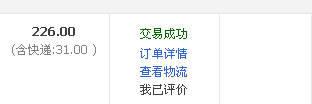 226.00
(含快递:31.00 )
交易成功
订单详情
查看物流
我已评价